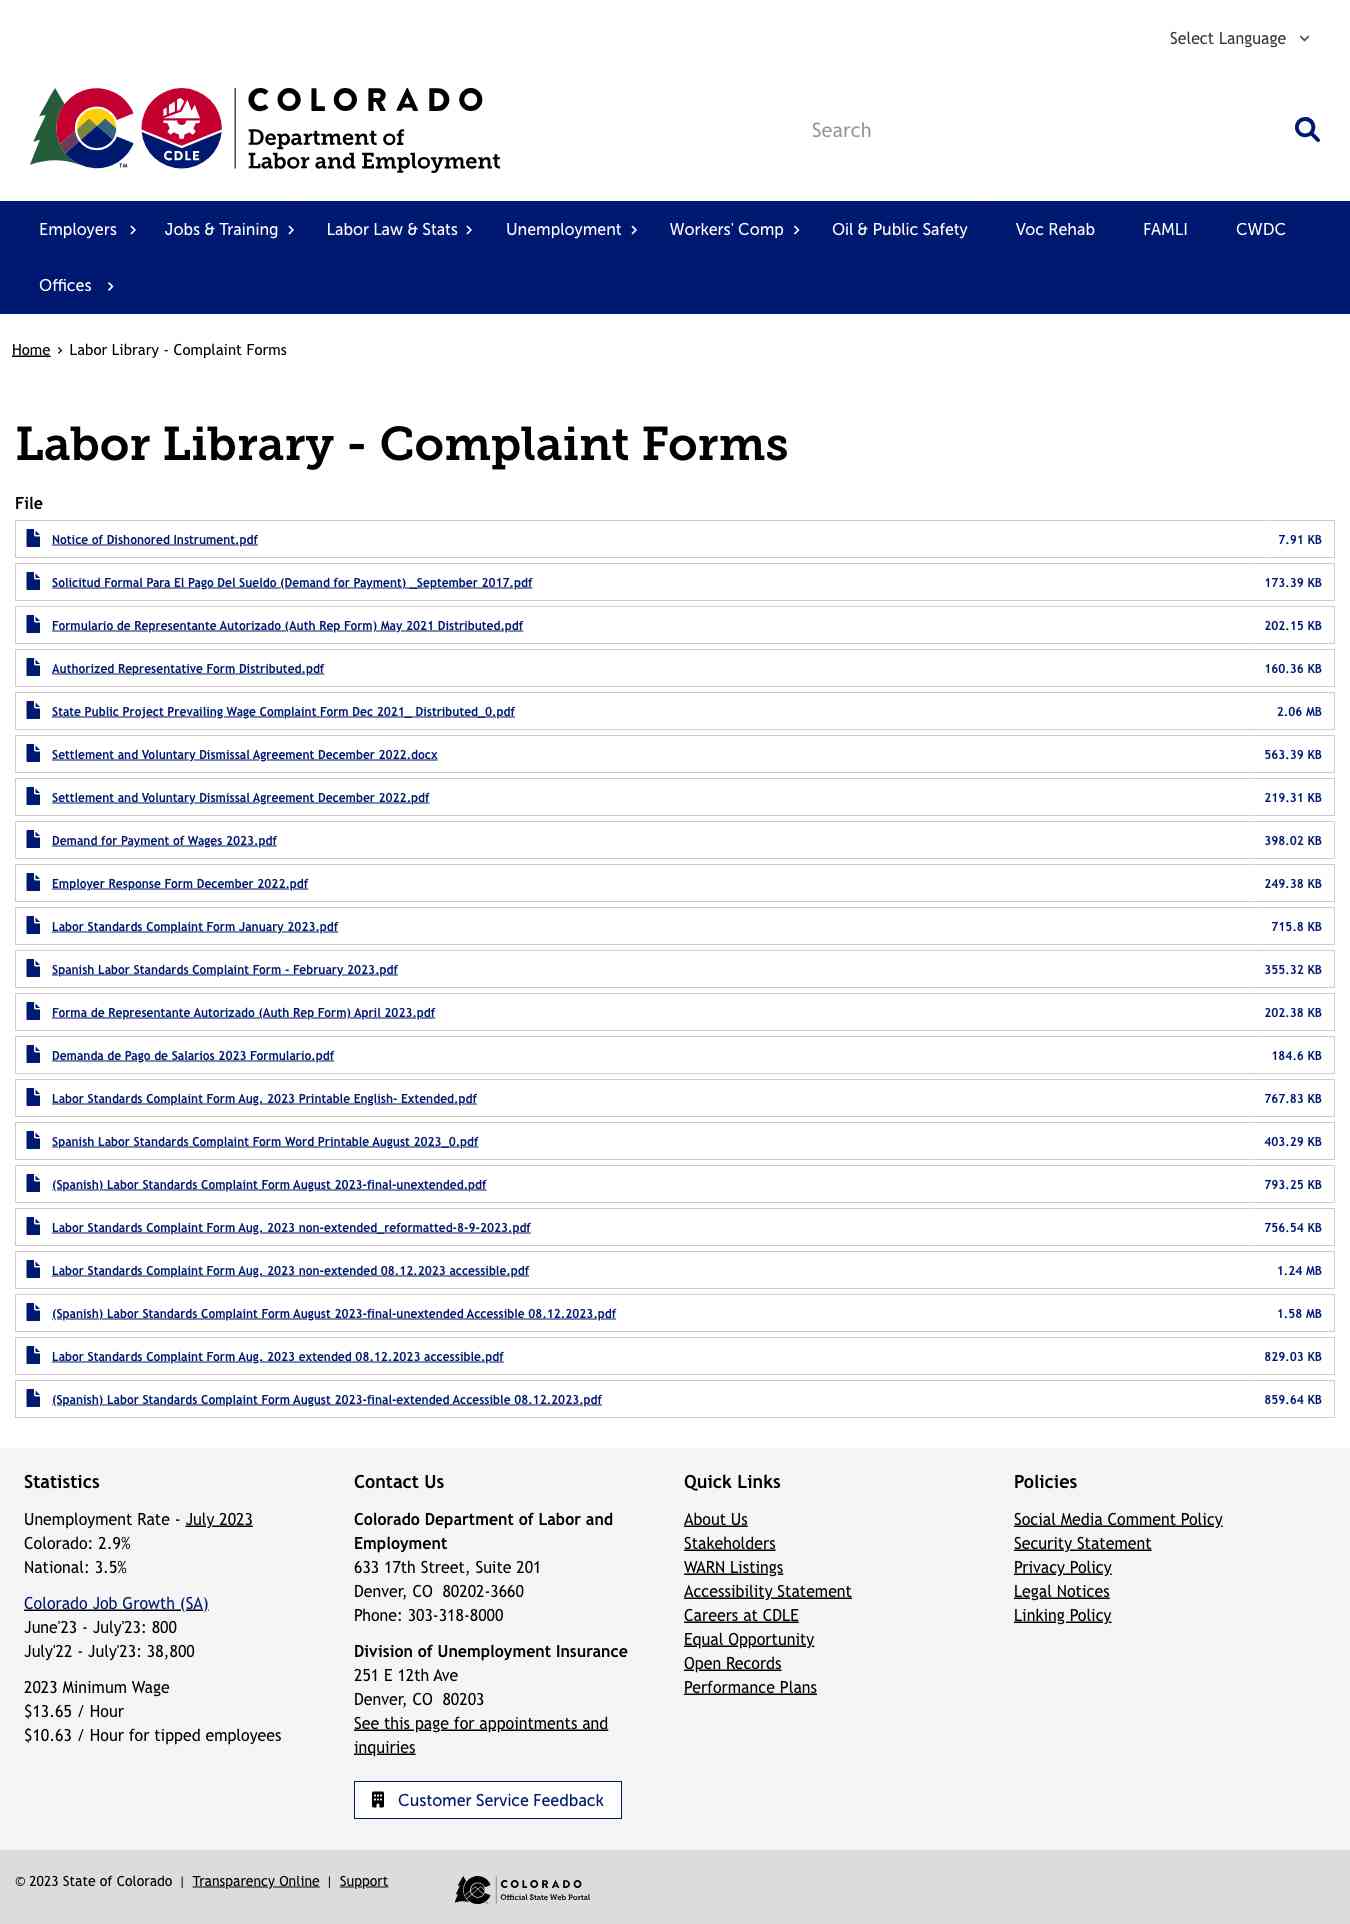 Select Language
COLORADO
Department of
Labor and Employment
CDLE
TM
Search
Employers
Jobs & Training
Labor Law & Stats
Unemployment
Workers' Comp
Oil & Public Safety
Voc Rehab
FAMLI
CWDC
Offices
Home › Labor Library - Complaint Forms
Labor Library - Complaint Forms
File
Notice of Dishonored Instrument.pdf 7.91 KB
Solicitud Formal Para El Pago Del Sueldo (Demand for Payment) _September 2017.pdf 173.39 KB
Formulario de Representante Autorizado (Auth Rep Form) May 2021 Distributed.pdf 202.15 KB
Authorized Representative Form Distributed.pdf 160.36 KB
State Public Project Prevailing Wage Complaint Form Dec 2021_ Distributed_0.pdf 2.06 MB
Settlement and Voluntary Dismissal Agreement December 2022.docx 563.39 KB
Settlement and Voluntary Dismissal Agreement December 2022.pdf 219.31 KB
Demand for Payment of Wages 2023.pdf 398.02 KB
Employer Response Form December 2022.pdf 249.38 KB
Labor Standards Complaint Form January 2023.pdf 715.8 KB
Spanish Labor Standards Complaint Form - February 2023.pdf 355.32 KB
Forma de Representante Autorizado (Auth Rep Form) April 2023.pdf 202.38 KB
Demanda de Pago de Salarios 2023 Formulario.pdf 184.6 KB
Labor Standards Complaint Form Aug. 2023 Printable English- Extended.pdf 767.83 KB
Spanish Labor Standards Complaint Form Word Printable August 2023_0.pdf 403.29 KB
(Spanish) Labor Standards Complaint Form August 2023-final-unextended.pdf 793.25 KB
Labor Standards Complaint Form Aug. 2023 non-extended_reformatted-8-9-2023.pdf 756.54 KB
Labor Standards Complaint Form Aug. 2023 non-extended 08.12.2023 accessible.pdf 1.24 MB
(Spanish) Labor Standards Complaint Form August 2023-final-unextended Accessible 08.12.2023.pdf 1.58 MB
Labor Standards Complaint Form Aug. 2023 extended 08.12.2023 accessible.pdf 829.03 KB
(Spanish) Labor Standards Complaint Form August 2023-final-extended Accessible 08.12.2023.pdf 859.64 KB
Statistics
Unemployment Rate - July 2023
Colorado: 2.9%
National: 3.5%
Colorado Job Growth (SA)
June'23 - July'23: 800
July'22 - July'23: 38,800
2023 Minimum Wage
$13.65 / Hour
$10.63 / Hour for tipped employees
Contact Us
Colorado Department of Labor and
Employment
633 17th Street, Suite 201
Denver, CO 80202-3660
Phone: 303-318-8000
Division of Unemployment Insurance
251 E 12th Ave
Denver, CO 80203
See this page for appointments and
inquiries
Customer Service Feedback
Quick Links
About Us
Stakeholders
WARN Listings
Accessibility Statement
Careers at CDLE
Equal Opportunity
Open Records
Performance Plans
Policies
Social Media Comment Policy
Security Statement
Privacy Policy
Legal Notices
Linking Policy
© 2023 State of Colorado | Transparency Online | Support
COLORADO
Official State Web Portal